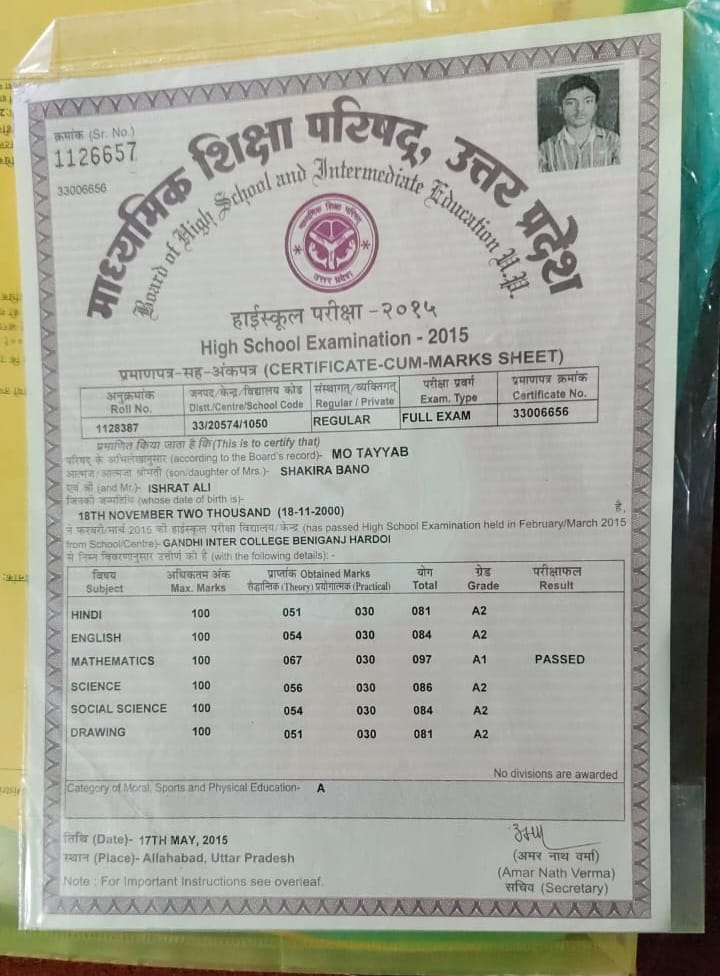 क्रमांक (Sr. No.)
1126657
33006656
माध्यमिक शिक्षा परिषद्, उत्तर प्रदेश
Board of High School and Intermediate Education U.P.
माध्यमिक शिक्षा परिषद्
उत्तर प्रदेश
हाईस्कूल परीक्षा -२०१५
High School Examination - 2015
प्रमाणपत्र-सह-अंकपत्र (CERTIFICATE-CUM-MARKS SHEET)
अनुक्रमांक जनपद/केन्द्र/विद्यालय कोड संस्थागत/व्यक्तिगत परीक्षा प्रवर्ग प्रमाणपत्र क्रमांक
Roll No. Distt./Centre/School Code Regular / Private Exam. Type Certificate No.
1128387 33/20574/1050 REGULAR FULL EXAM 33006656
प्रमाणित किया जाता है कि(This is to certify that)
परिषद् के अभिलेखानुसार (according to the Board's record)- MO TAYYAB
आत्मज/आत्मजा श्रीमती (son/daughter of Mrs.)- SHAKIRA BANO
एवं श्री (and Mr.)- ISHRAT ALI
जिनकी जन्मतिथि (whose date of birth is)-
18TH NOVEMBER TWO THOUSAND (18-11-2000) है,
ने फरवरी/मार्च 2015 की हाईस्कूल परीक्षा विद्यालय/केन्द्र (has passed High School Examination held in February/March 2015
from School/Centre)- GANDHI INTER COLLEGE BENIGANJ HARDOI
से निम्न विवरणानुसार उत्तीर्ण की है (with the following details): -
विषय अधिकतम अंक प्राप्तांक Obtained Marks योग ग्रेड परीक्षाफल
Subject Max. Marks सैद्धान्तिक (Theory) प्रयोगात्मक (Practical) Total Grade Result
HINDI 100 051 030 081 A2
ENGLISH 100 054 030 084 A2
MATHEMATICS 100 067 030 097 A1 PASSED
SCIENCE 100 056 030 086 A2
SOCIAL SCIENCE 100 054 030 084 A2
DRAWING 100 051 030 081 A2
No divisions are awarded
Category of Moral, Sports and Physical Education- A
तिथि (Date)- 17TH MAY, 2015
स्थान (Place)- Allahabad, Uttar Pradesh
(अमर नाथ वर्मा)
(Amar Nath Verma)
Note : For Important Instructions see overleaf.
सचिव (Secretary)